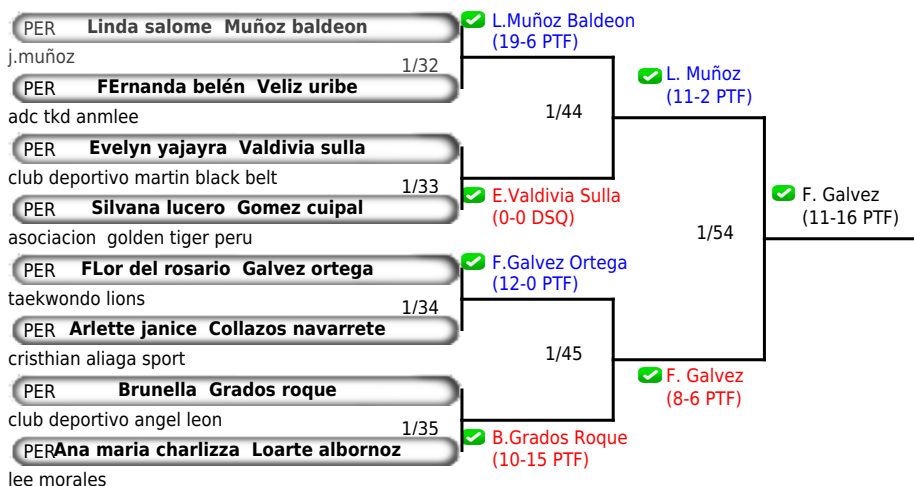 PER Linda salome Muñoz baldeon
j.muñoz
1/32
PER FErnanda belén Veliz uribe
adc tkd anmlee
PER Evelyn yajayra Valdivia sulla
club deportivo martin black belt
1/33
PER Silvana lucero Gomez cuipal
asociacion golden tiger peru
PER FLor del rosario Galvez ortega
taekwondo lions
1/34
PER Arlette janice Collazos navarrete
cristhian aliaga sport
PER Brunella Grados roque
club deportivo angel leon
1/35
PER Ana maria charlizza Loarte albornoz
lee morales
L.Muñoz Baldeon
(19-6 PTF)
1/44
E.Valdivia Sulla
(0-0 DSQ)
F.Galvez Ortega
(12-0 PTF)
1/45
B.Grados Roque
(10-15 PTF)
L. Muñoz
(11-2 PTF)
1/54
F. Galvez
(8-6 PTF)
F. Galvez
(11-16 PTF)